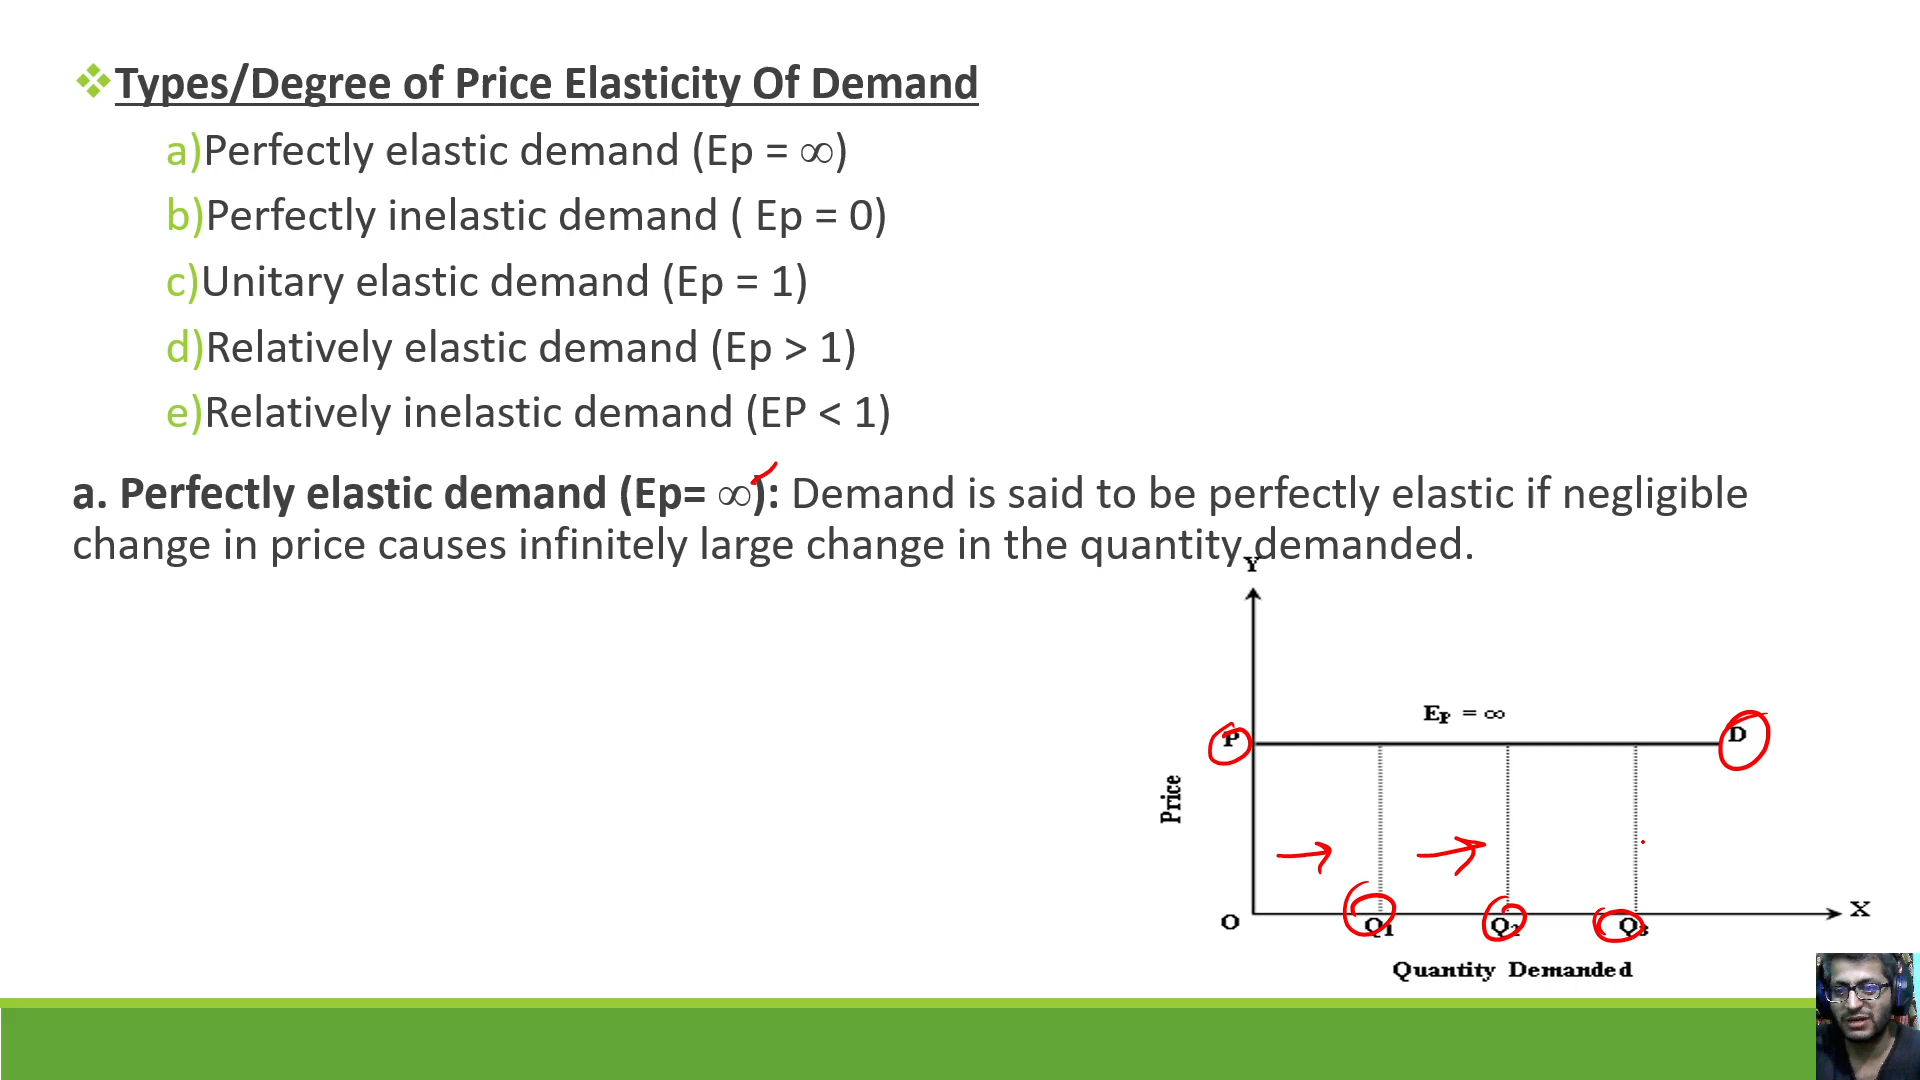 Types/Degree of Price Elasticity Of Demand
a)Perfectly elastic demand (Ep = ∞)
b)Perfectly inelastic demand ( Ep = 0)
c)Unitary elastic demand (Ep = 1)
d)Relatively elastic demand (Ep > 1)
e)Relatively inelastic demand (EP < 1)
a. Perfectly elastic demand (Ep= ∞): Demand is said to be perfectly elastic if negligible
change in price causes infinitely large change in the quantity demanded.
Y
EP = ∞
P
D
Price
O
Q1
Q2
Q3
X
Quantity Demanded